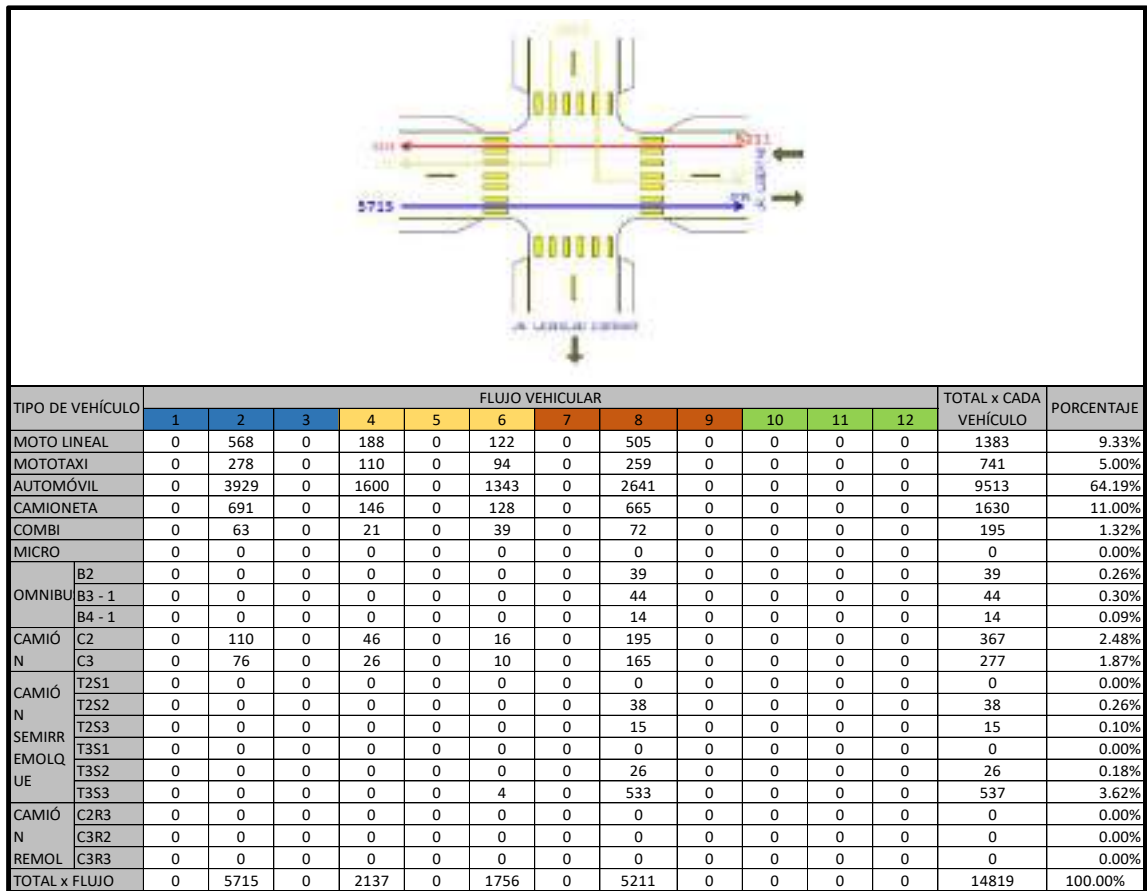 5211
5715
TIPO DE VEHÍCULO FLUJO VEHICULAR TOTAL x CADA VEHÍCULO PORCENTAJE
1 2 3 4 5 6 7 8 9 10 11 12
MOTO LINEAL 0 568 0 188 0 122 0 505 0 0 0 0 1383 9.33%
MOTOTAXI 0 278 0 110 0 94 0 259 0 0 0 0 741 5.00%
AUTOMÓVIL 0 3929 0 1600 0 1343 0 2641 0 0 0 0 9513 64.19%
CAMIONETA 0 691 0 146 0 128 0 665 0 0 0 0 1630 11.00%
COMBI 0 63 0 21 0 39 0 72 0 0 0 0 195 1.32%
MICRO 0 0 0 0 0 0 0 0 0 0 0 0 0 0.00%
OMNIBU B2 0 0 0 0 0 0 0 39 0 0 0 0 39 0.26%
B3 - 1 0 0 0 0 0 0 0 44 0 0 0 0 44 0.30%
B4 - 1 0 0 0 0 0 0 0 14 0 0 0 0 14 0.09%
CAMIÓ N C2 0 110 0 46 0 16 0 195 0 0 0 0 367 2.48%
C3 0 76 0 26 0 10 0 165 0 0 0 0 277 1.87%
CAMIÓ N SEMIRR EMOLQ UE T2S1 0 0 0 0 0 0 0 0 0 0 0 0 0 0.00%
T2S2 0 0 0 0 0 0 0 38 0 0 0 0 38 0.26%
T2S3 0 0 0 0 0 0 0 15 0 0 0 0 15 0.10%
T3S1 0 0 0 0 0 0 0 0 0 0 0 0 0 0.00%
T3S2 0 0 0 0 0 0 0 26 0 0 0 0 26 0.18%
T3S3 0 0 0 0 0 4 0 533 0 0 0 0 537 3.62%
CAMIÓ N REMOL C2R3 0 0 0 0 0 0 0 0 0 0 0 0 0 0.00%
C3R2 0 0 0 0 0 0 0 0 0 0 0 0 0 0.00%
C3R3 0 0 0 0 0 0 0 0 0 0 0 0 0 0.00%
TOTAL x FLUJO 0 5715 0 2137 0 1756 0 5211 0 0 0 0 14819 100.00%